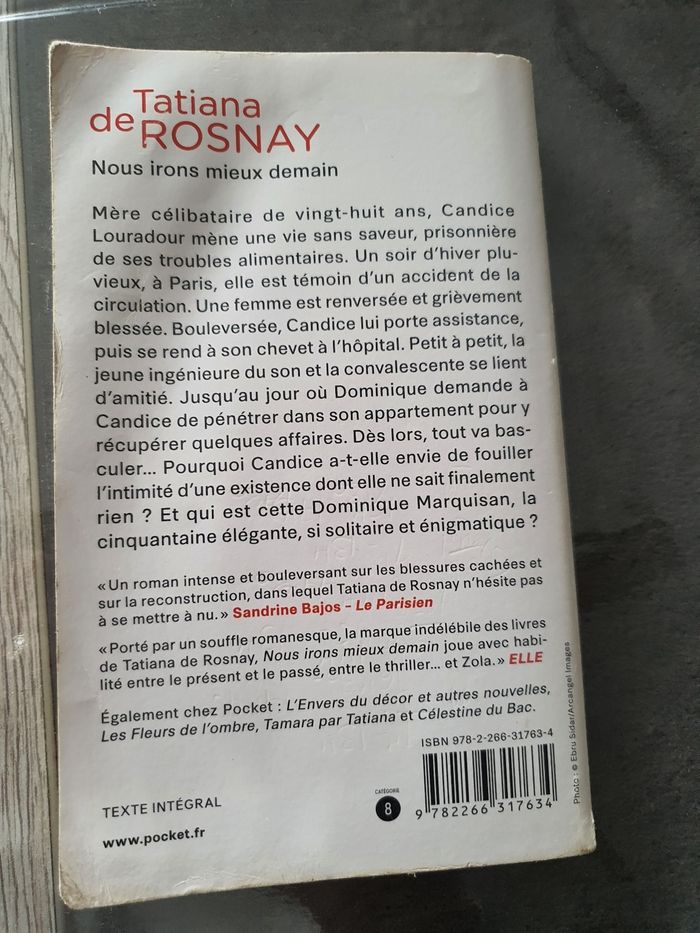 Tatiana
de ROSNAY
Nous irons mieux demain
Mère célibataire de vingt-huit ans, Candice
Louradour mène une vie sans saveur, prisonnière
de ses troubles alimentaires. Un soir d'hiver plu-
vieux, à Paris, elle est témoin d'un accident de la
circulation. Une femme est renversée et grièvement
blessée. Bouleversée, Candice lui porte assistance,
puis se rend à son chevet à l'hôpital. Petit à petit, la
jeune ingénieure du son et la convalescente se lient
d'amitié. Jusqu'au jour où Dominique demande à
Candice de pénétrer dans son appartement pour y
récupérer quelques affaires. Dès lors, tout va bas-
culer... Pourquoi Candice a-t-elle envie de fouiller
l'intimité d'une existence dont elle ne sait finalement
rien ? Et qui est cette Dominique Marquisan, la
cinquantaine élégante, si solitaire et énigmatique ?
« Un roman intense et bouleversant sur les blessures cachées et
sur la reconstruction, dans lequel Tatiana de Rosnay n'hésite pas
à se mettre à nu. » Sandrine Bajos – Le Parisien
« Porté par un souffle romanesque, la marque indélébile des livres
de Tatiana de Rosnay, Nous irons mieux demain joue avec habi-
lité entre le présent et le passé, entre le thriller... et Zola. » ELLE
Également chez Pocket : L'Envers du décor et autres nouvelles,
Les Fleurs de l'ombre, Tamara par Tatiana et Célestine du Bac.
ISBN 978-2-266-31763-4
TEXTE INTÉGRAL
CATÉGORIE
8
9 782266 317634
www.pocket.fr
Photo : © Ebru Sidar/Arcangel Images